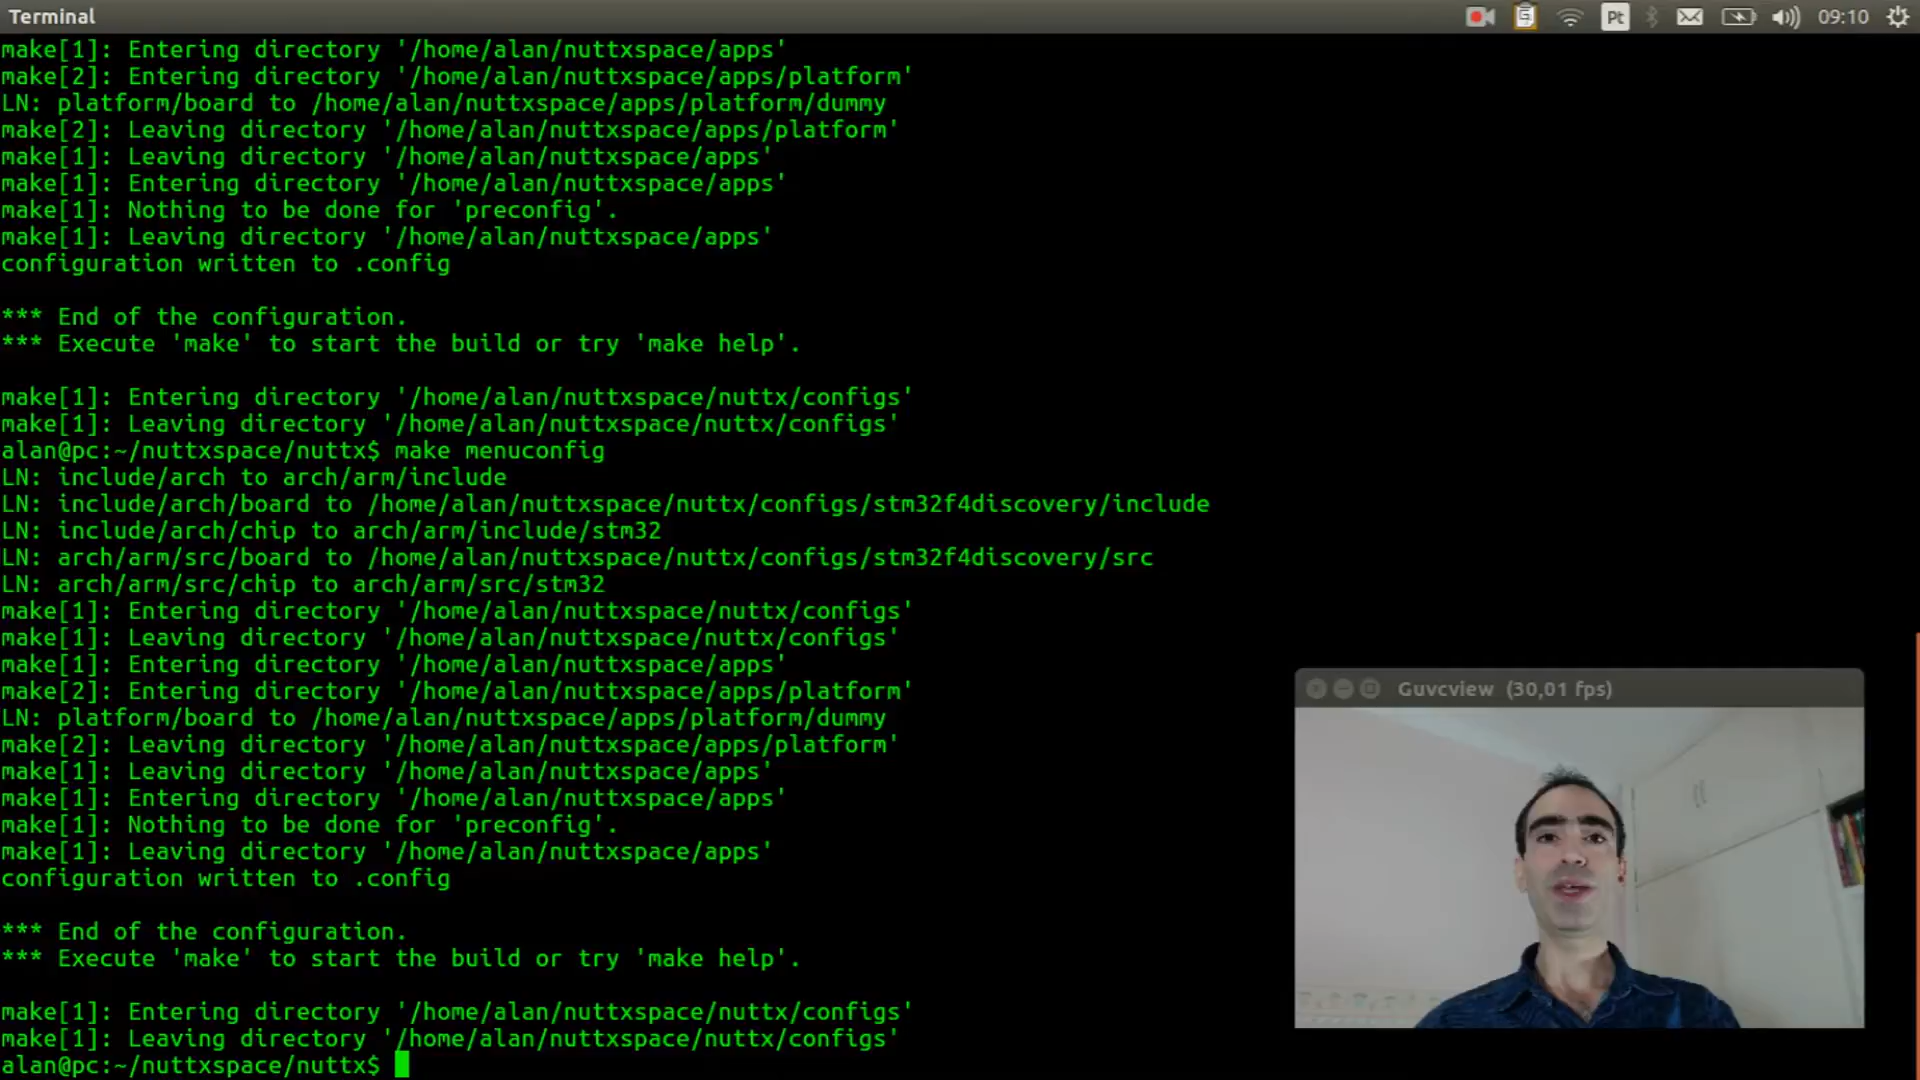 Terminal
Pt
09:10
make[1]: Entering directory '/home/alan/nuttxspace/apps'
make[2]: Entering directory '/home/alan/nuttxspace/apps/platform'
LN: platform/board to /home/alan/nuttxspace/apps/platform/dummy
make[2]: Leaving directory '/home/alan/nuttxspace/apps/platform'
make[1]: Leaving directory '/home/alan/nuttxspace/apps'
make[1]: Entering directory '/home/alan/nuttxspace/apps'
make[1]: Nothing to be done for 'preconfig'.
make[1]: Leaving directory '/home/alan/nuttxspace/apps'
configuration written to .config
*** End of the configuration.
*** Execute 'make' to start the build or try 'make help'.
make[1]: Entering directory '/home/alan/nuttxspace/nuttx/configs'
make[1]: Leaving directory '/home/alan/nuttxspace/nuttx/configs'
alan@pc:~/nuttxspace/nuttx$ make menuconfig
LN: include/arch to arch/arm/include
LN: include/arch/board to /home/alan/nuttxspace/nuttx/configs/stm32f4discovery/include
LN: include/arch/chip to arch/arm/include/stm32
LN: arch/arm/src/board to /home/alan/nuttxspace/nuttx/configs/stm32f4discovery/src
LN: arch/arm/src/chip to arch/arm/src/stm32
make[1]: Entering directory '/home/alan/nuttxspace/nuttx/configs'
make[1]: Leaving directory '/home/alan/nuttxspace/nuttx/configs'
make[1]: Entering directory '/home/alan/nuttxspace/apps'
make[2]: Entering directory '/home/alan/nuttxspace/apps/platform'
LN: platform/board to /home/alan/nuttxspace/apps/platform/dummy
make[2]: Leaving directory '/home/alan/nuttxspace/apps/platform'
make[1]: Leaving directory '/home/alan/nuttxspace/apps'
make[1]: Entering directory '/home/alan/nuttxspace/apps'
make[1]: Nothing to be done for 'preconfig'.
make[1]: Leaving directory '/home/alan/nuttxspace/apps'
configuration written to .config
*** End of the configuration.
*** Execute 'make' to start the build or try 'make help'.
make[1]: Entering directory '/home/alan/nuttxspace/nuttx/configs'
make[1]: Leaving directory '/home/alan/nuttxspace/nuttx/configs'
alan@pc:~/nuttxspace/nuttx$
Guvcview (30,01 fps)